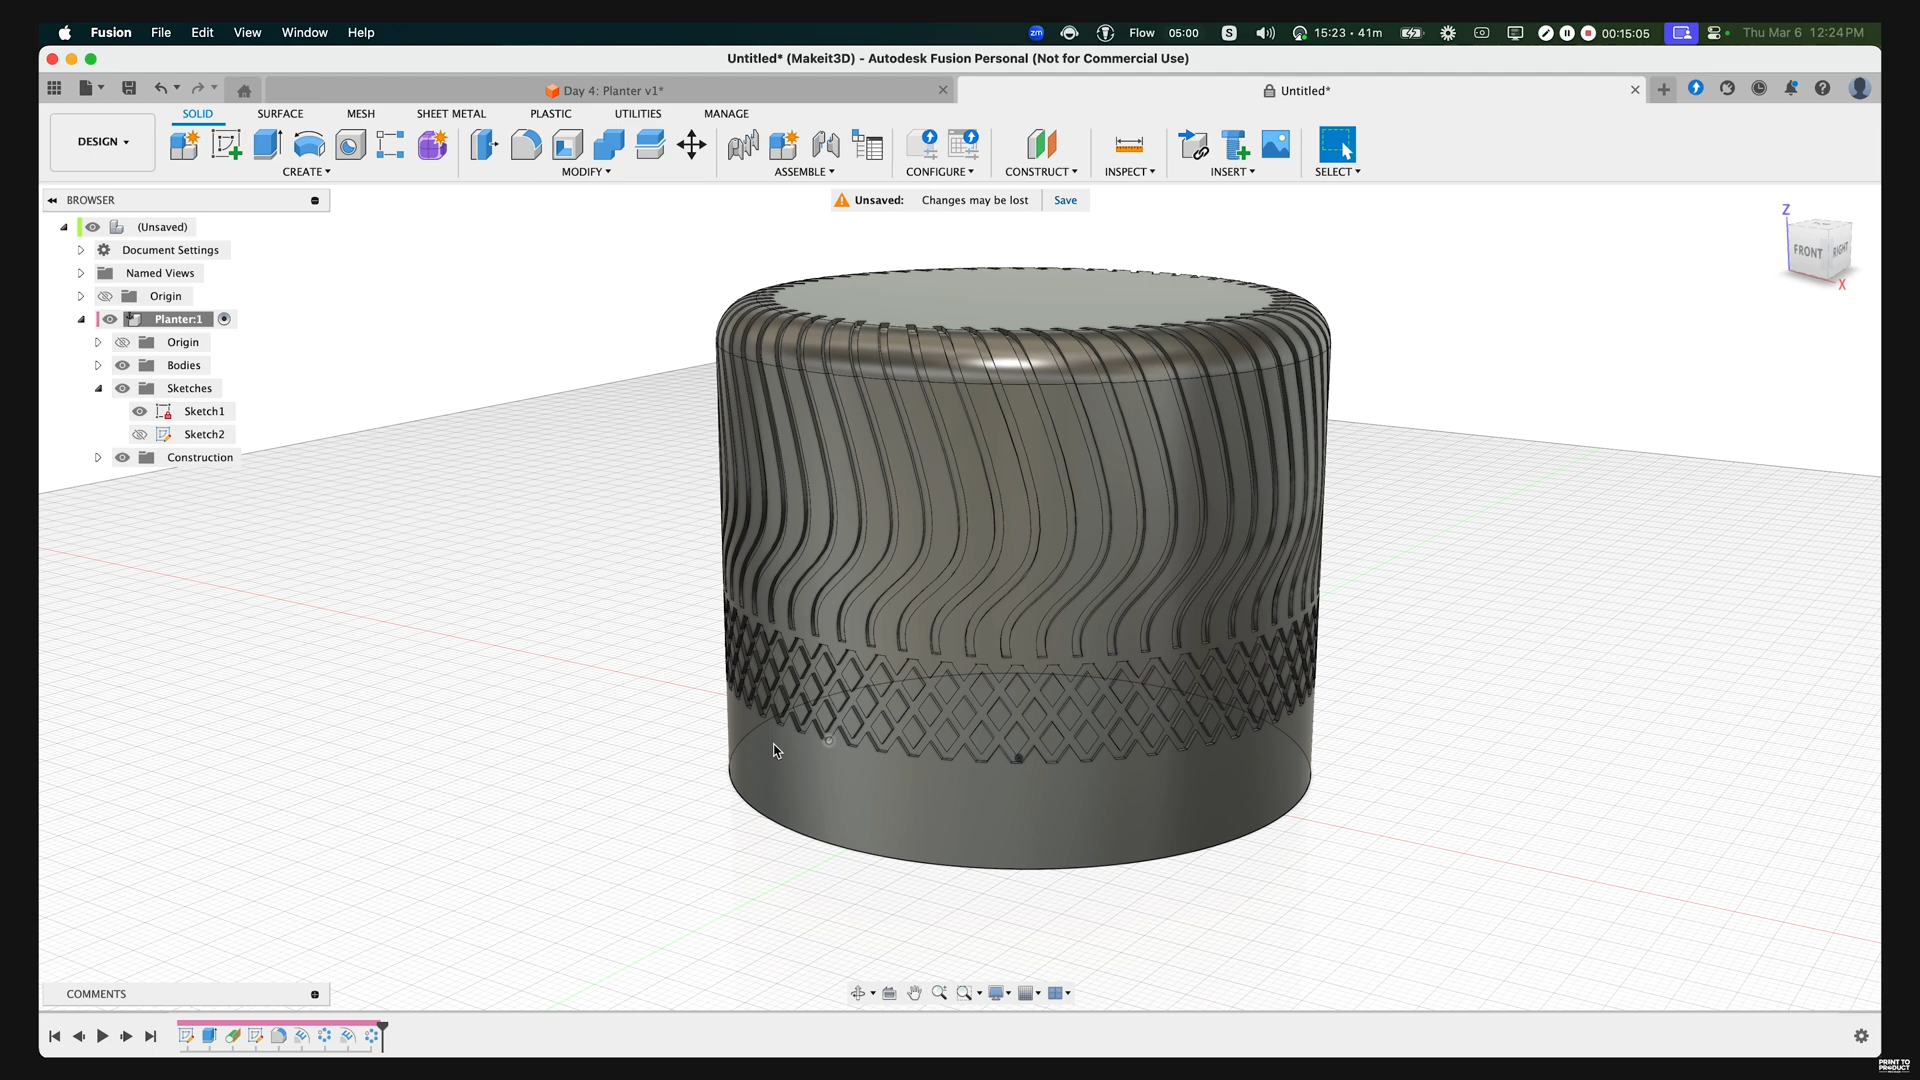 Fusion File Edit View Window Help zm Flow 05:00 S 15:23 • 41m 00:15:05 Thu Mar 6 12:24 PM
Untitled* (Makeit3D) - Autodesk Fusion Personal (Not for Commercial Use)
Day 4: Planter v1* Untitled*
SOLID SURFACE MESH SHEET METAL PLASTIC UTILITIES MANAGE
DESIGN
CREATE MODIFY ASSEMBLE CONFIGURE CONSTRUCT INSPECT INSERT SELECT
BROWSER
Unsaved: Changes may be lost Save
(Unsaved)
Document Settings
Named Views
Origin
Planter:1
Origin
Bodies
Sketches
Sketch1
Sketch2
Construction
Z
FRONT RIGHT
X
COMMENTS
PRINT TO
PRODUCT